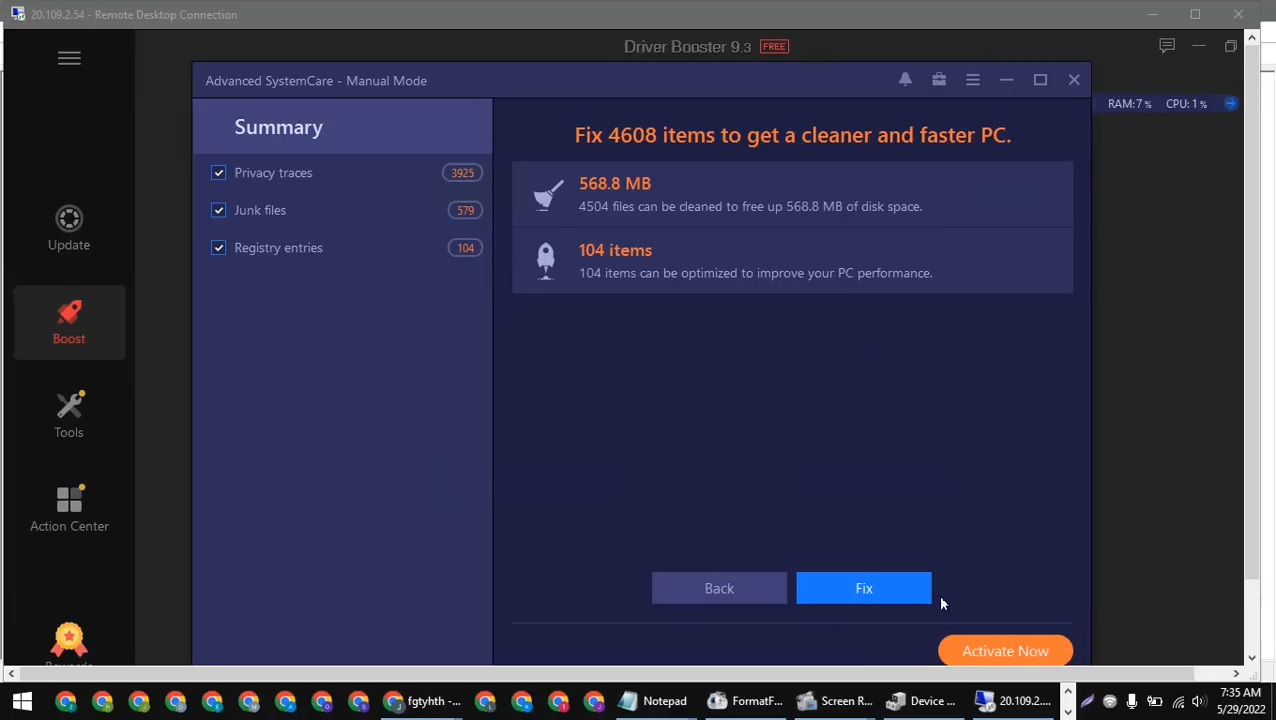 20.109.2.54 - Remote Desktop Connection
Driver Booster 9.3 FREE
Advanced SystemCare - Manual Mode
RAM:7% CPU: 1%
Summary
Privacy traces 3925
Junk files 579
Registry entries 104
Fix 4608 items to get a cleaner and faster PC.
568.8 MB
4504 files can be cleaned to free up 568.8 MB of disk space.
104 items
104 items can be optimized to improve your PC performance.
Update
Boost
Tools
Action Center
Rewards
Back
Fix
Activate Now
fgtyhth -...
Notepad
FormatF...
Screen R...
Device ...
20.109.2...
7:35 AM
5/29/2022